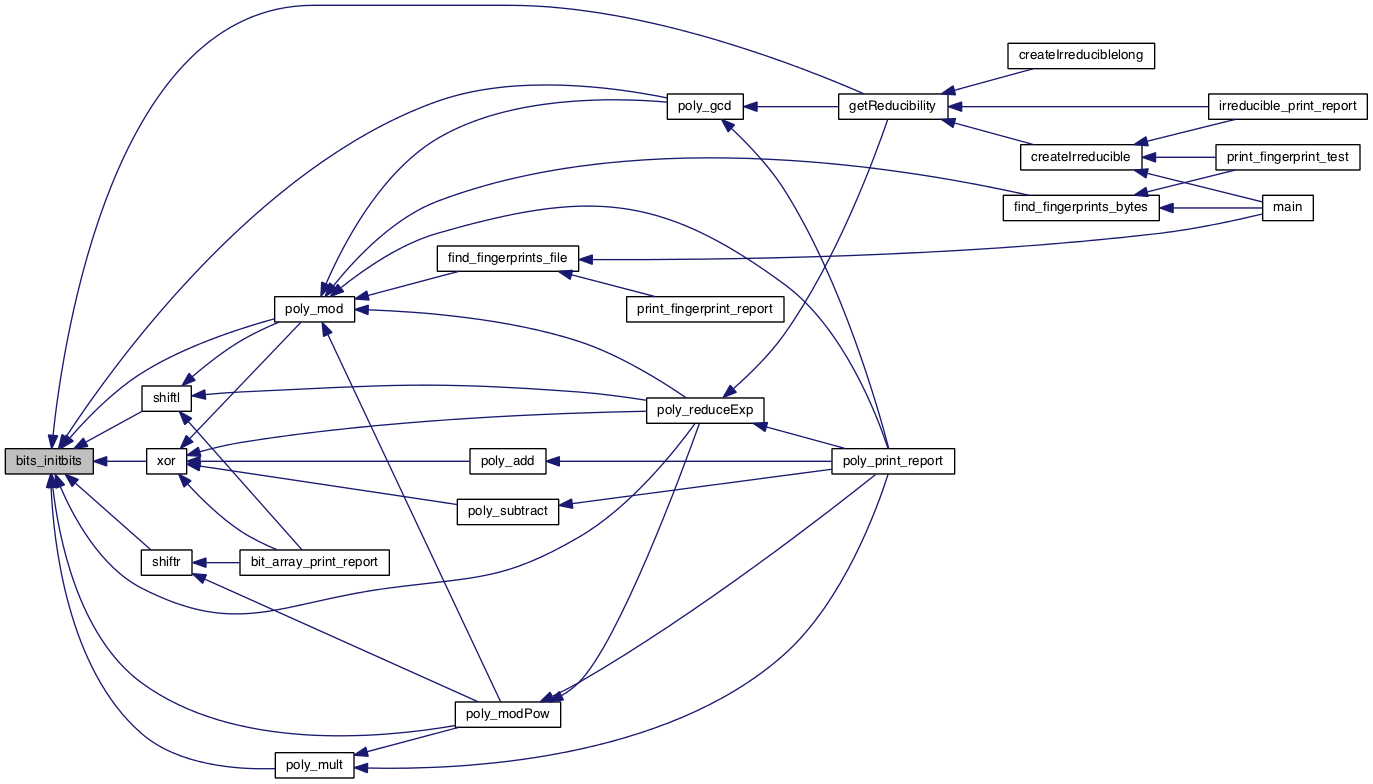 createIrreduciblelong
poly_gcd
getReducibility
irreducible_print_report
createIrreducible
print_fingerprint_test
find_fingerprints_bytes
main
find_fingerprints_file
poly_mod
print_fingerprint_report
shiftl
poly_reduceExp
bits_initbits
xor
poly_add
poly_print_report
poly_subtract
shiftr
bit_array_print_report
poly_modPow
poly_mult